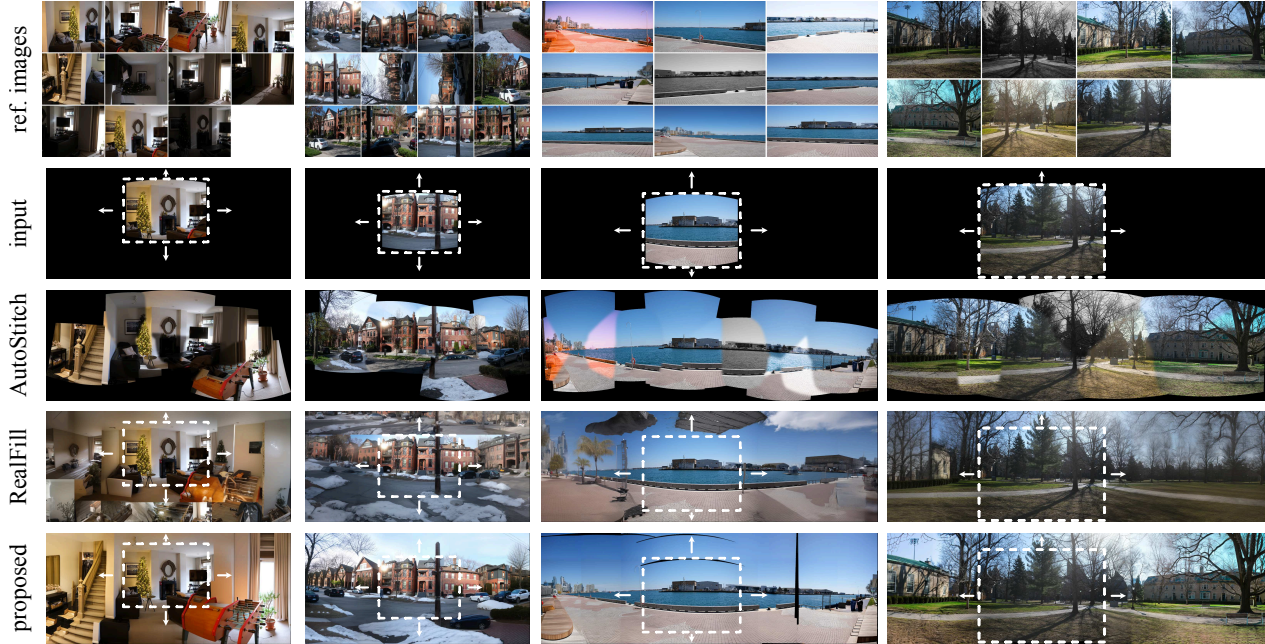 ref. images
input
AutoStitch
RealFill
proposed